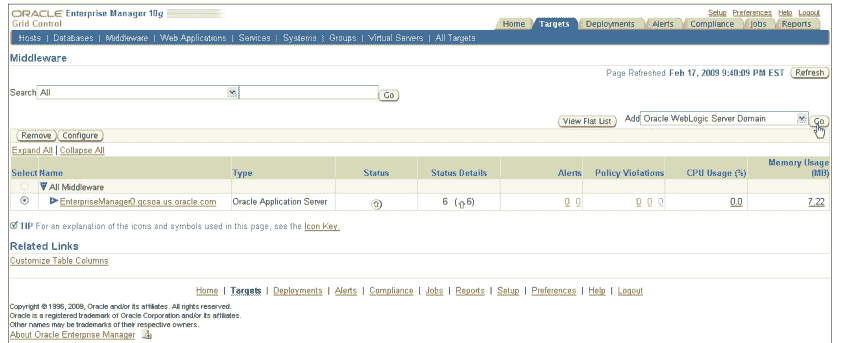 ORACLE Enterprise Manager 10g
Grid Control
Setup Preferences Help Logout
Home Targets Deployments Alerts Compliance Jobs Reports
Hosts | Databases | Middleware | Web Applications | Services | Systems | Groups | Virtual Servers | All Targets
Middleware
Page Refreshed Feb 17, 2009 9:40:09 PM EST Refresh
Search All Go
View Flat List Add Oracle WebLogic Server Domain Go
Remove Configure
Expand All | Collapse All
Select Name Type Status Status Details Alerts Policy Violations CPU Usage (%) Memory Usage (MB)
All Middleware
EnterpriseManager0.gcsoa.us.oracle.com Oracle Application Server 6 (6) 0 0 0 0 0 0.0 7.22
TIP For an explanation of the icons and symbols used in this page, see the Icon Key.
Related Links
Customize Table Columns
Home | Targets | Deployments | Alerts | Compliance | Jobs | Reports | Setup | Preferences | Help | Logout
Copyright © 1996, 2009, Oracle and/or its affiliates. All rights reserved.
Oracle is a registered trademark of Oracle Corporation and/or its affiliates.
Other names may be trademarks of their respective owners.
About Oracle Enterprise Manager